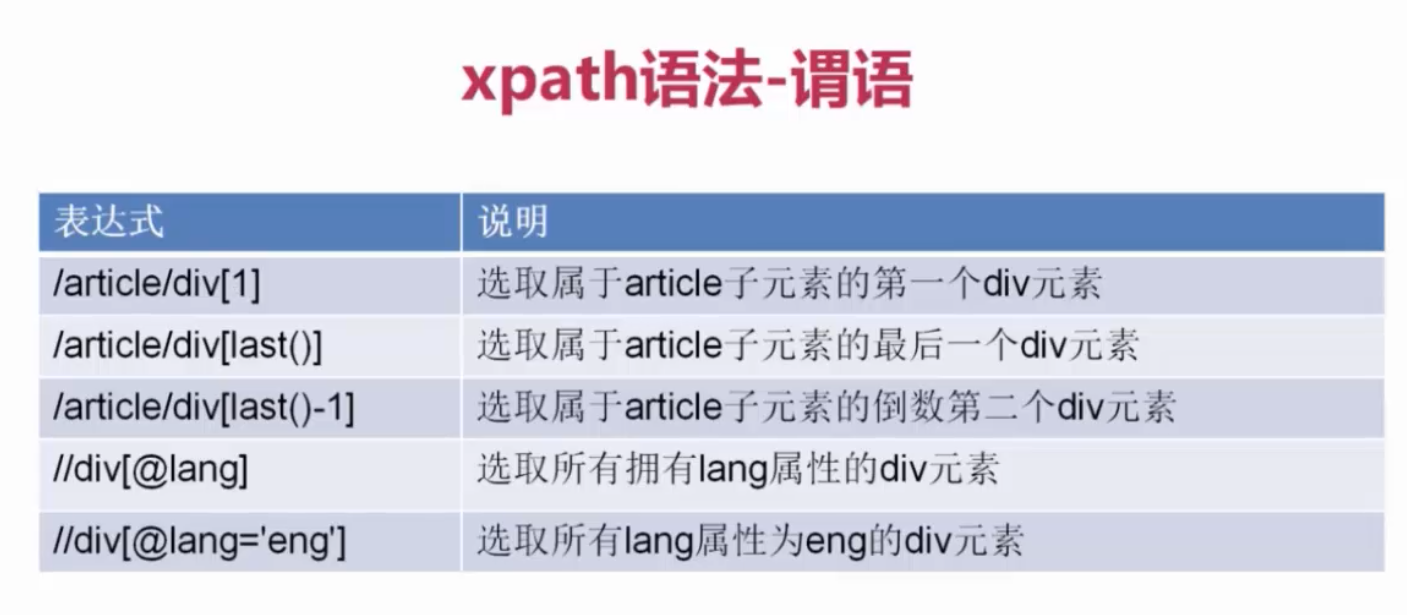 xpath语法-谓语
表达式 说明
/article/div[1] 选取属于article子元素的第一个div元素
/article/div[last()] 选取属于article子元素的最后一个div元素
/article/div[last()-1] 选取属于article子元素的倒数第二个div元素
//div[@lang] 选取所有拥有lang属性的div元素
//div[@lang='eng'] 选取所有lang属性为eng的div元素